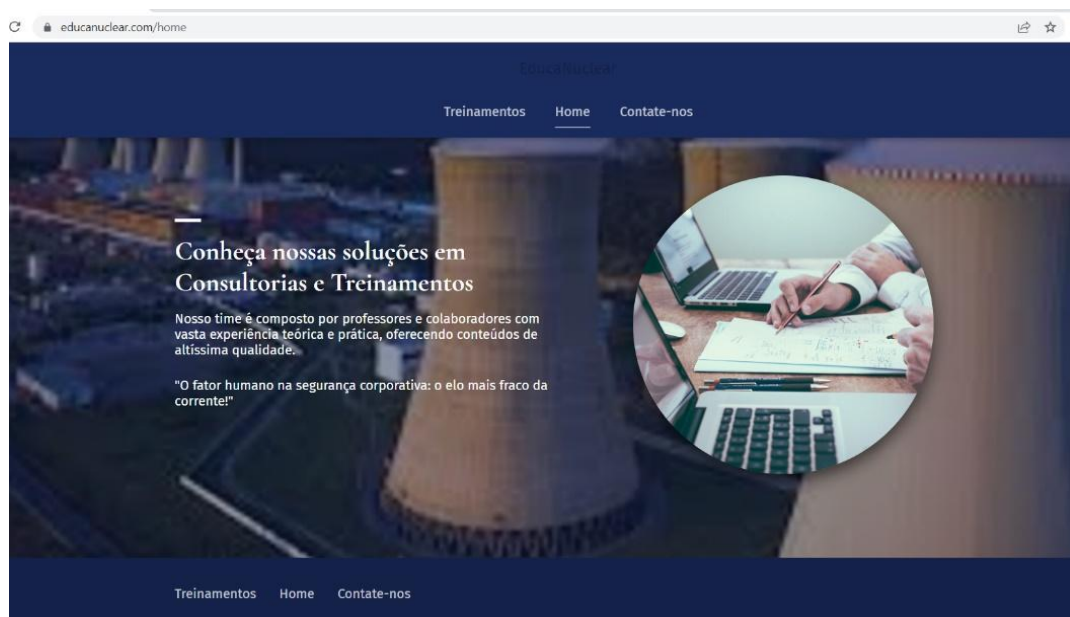 educanuclear.com/home
EducaNuclear
Treinamentos Home Contate-nos
Conheça nossas soluções em
Consultorias e Treinamentos
Nosso time é composto por professores e colaboradores com
vasta experiência teórica e prática, oferecendo conteúdos de
altíssima qualidade.
"O fator humano na segurança corporativa: o elo mais fraco da
corrente!"
Treinamentos Home Contate-nos